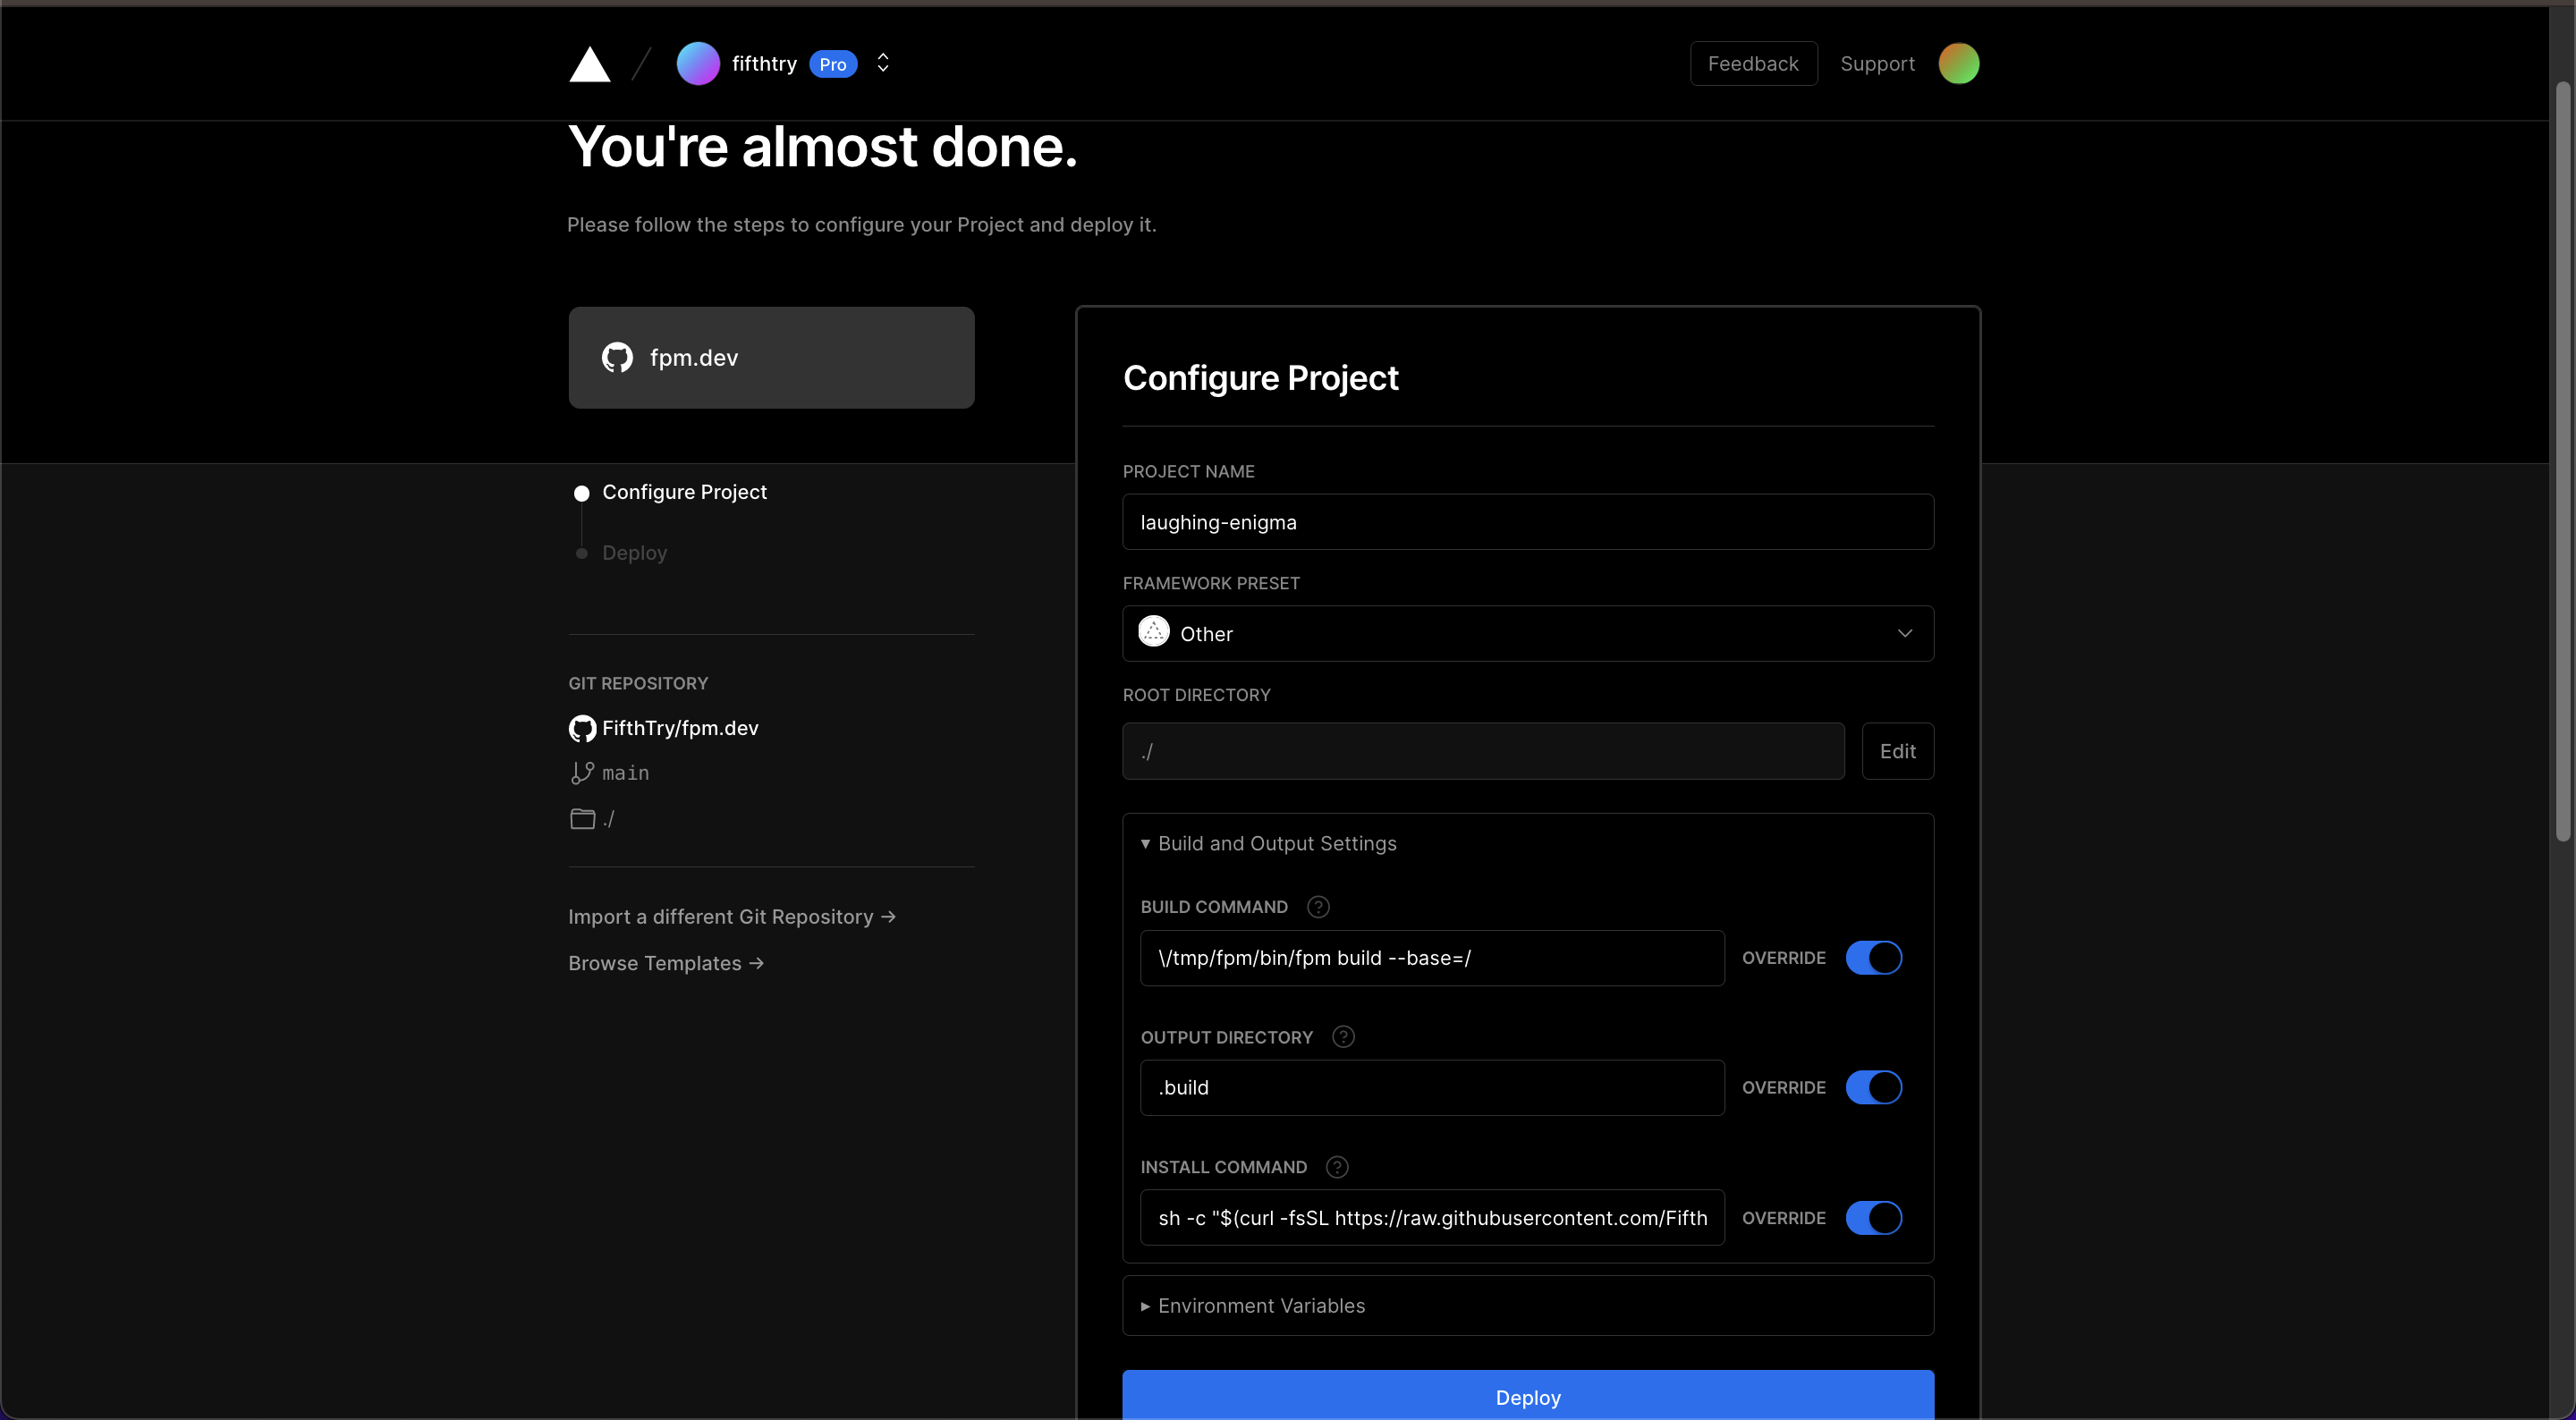 fifthtry Pro
Feedback Support
You're almost done.
Please follow the steps to configure your Project and deploy it.
fpm.dev
Configure Project
Deploy
GIT REPOSITORY
FifthTry/fpm.dev
main
./
Import a different Git Repository →
Browse Templates →
Configure Project
PROJECT NAME
laughing-enigma
FRAMEWORK PRESET
Other
ROOT DIRECTORY
./ Edit
▼ Build and Output Settings
BUILD COMMAND ?
\/tmp/fpm/bin/fpm build --base=/ OVERRIDE
OUTPUT DIRECTORY ?
.build OVERRIDE
INSTALL COMMAND ?
sh -c "$(curl -fsSL https://raw.githubusercontent.com/Fifth OVERRIDE
▶ Environment Variables
Deploy